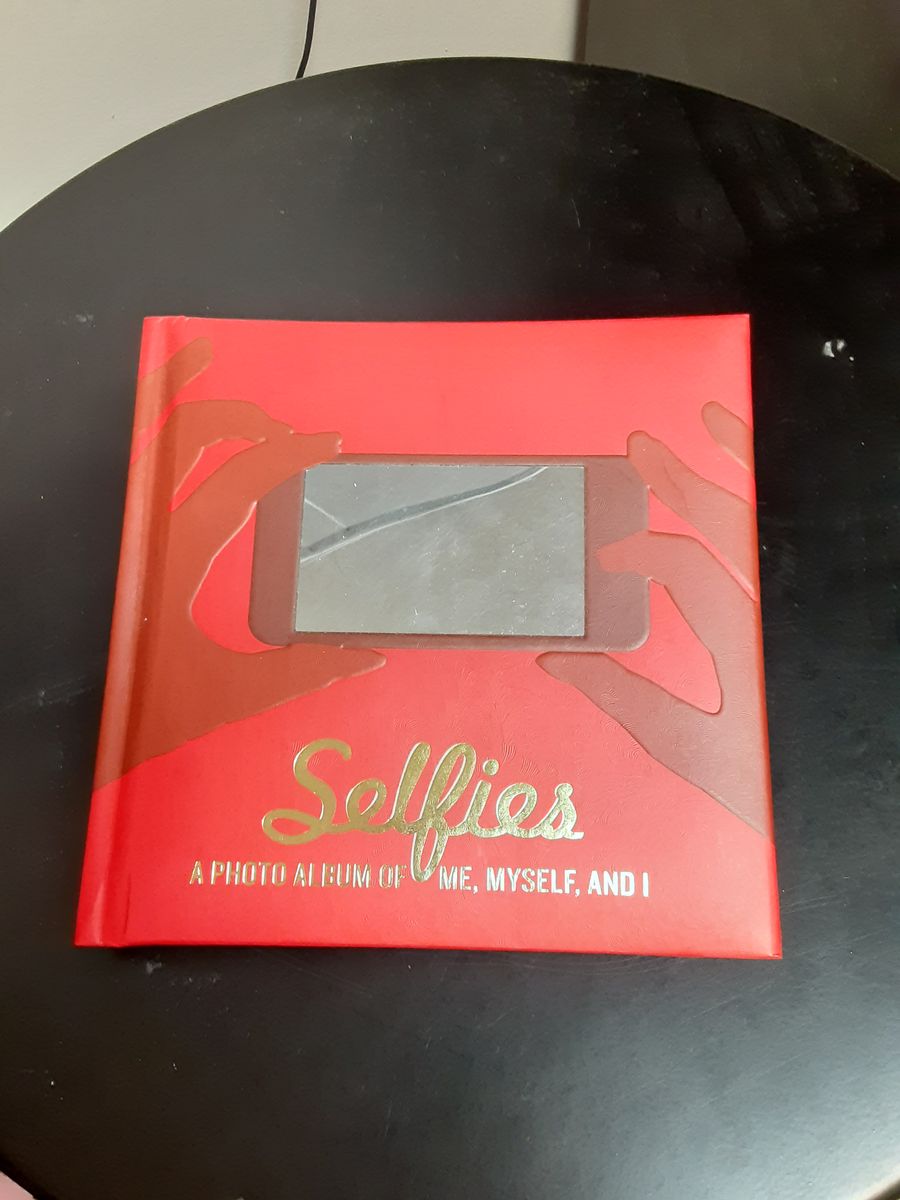 Selfies
A PHOTO ALBUM OF ME, MYSELF, AND I